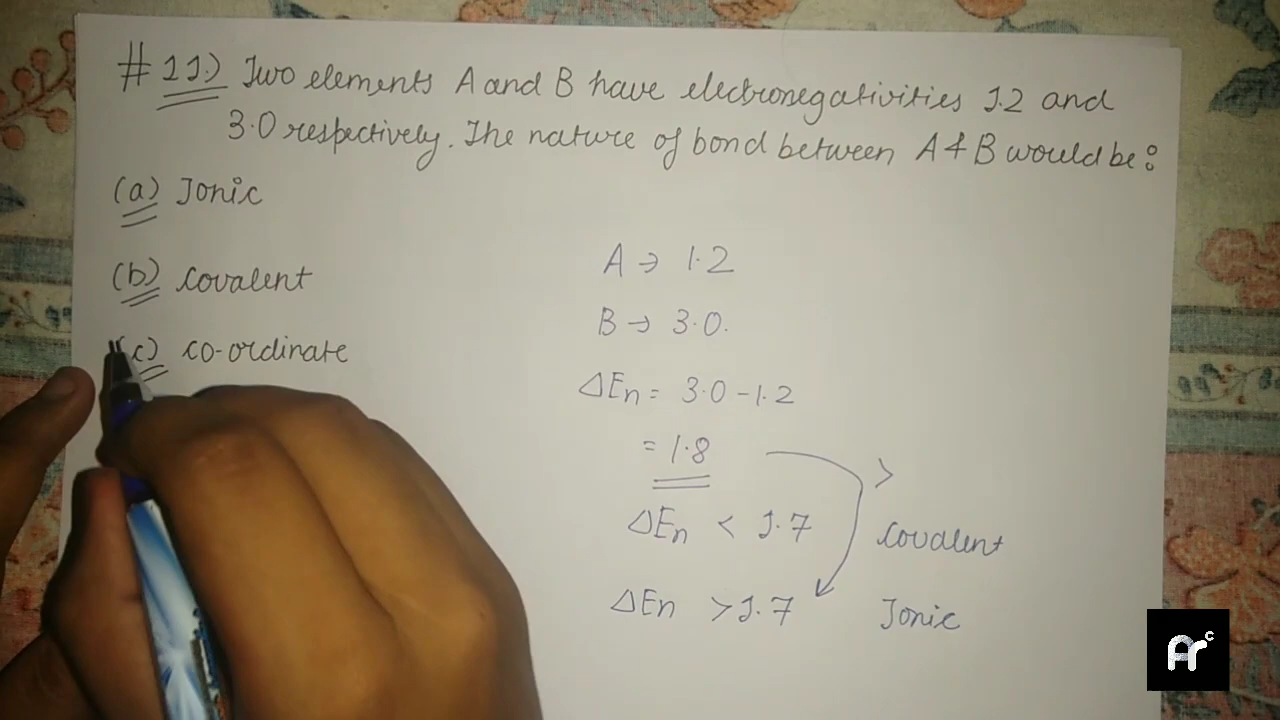 # 11.) Two elements A and B have electronegativities 1.2 and
3.0 respectively. The nature of bond between A & B would be:
(a) Ionic
(b) covalent
(c) co-ordinate
A → 1.2
B → 3.0.
ΔEn = 3.0 - 1.2
= 1.8 >
ΔEn < 1.7 covalent
ΔEn > 1.7 Ionic
Ar c